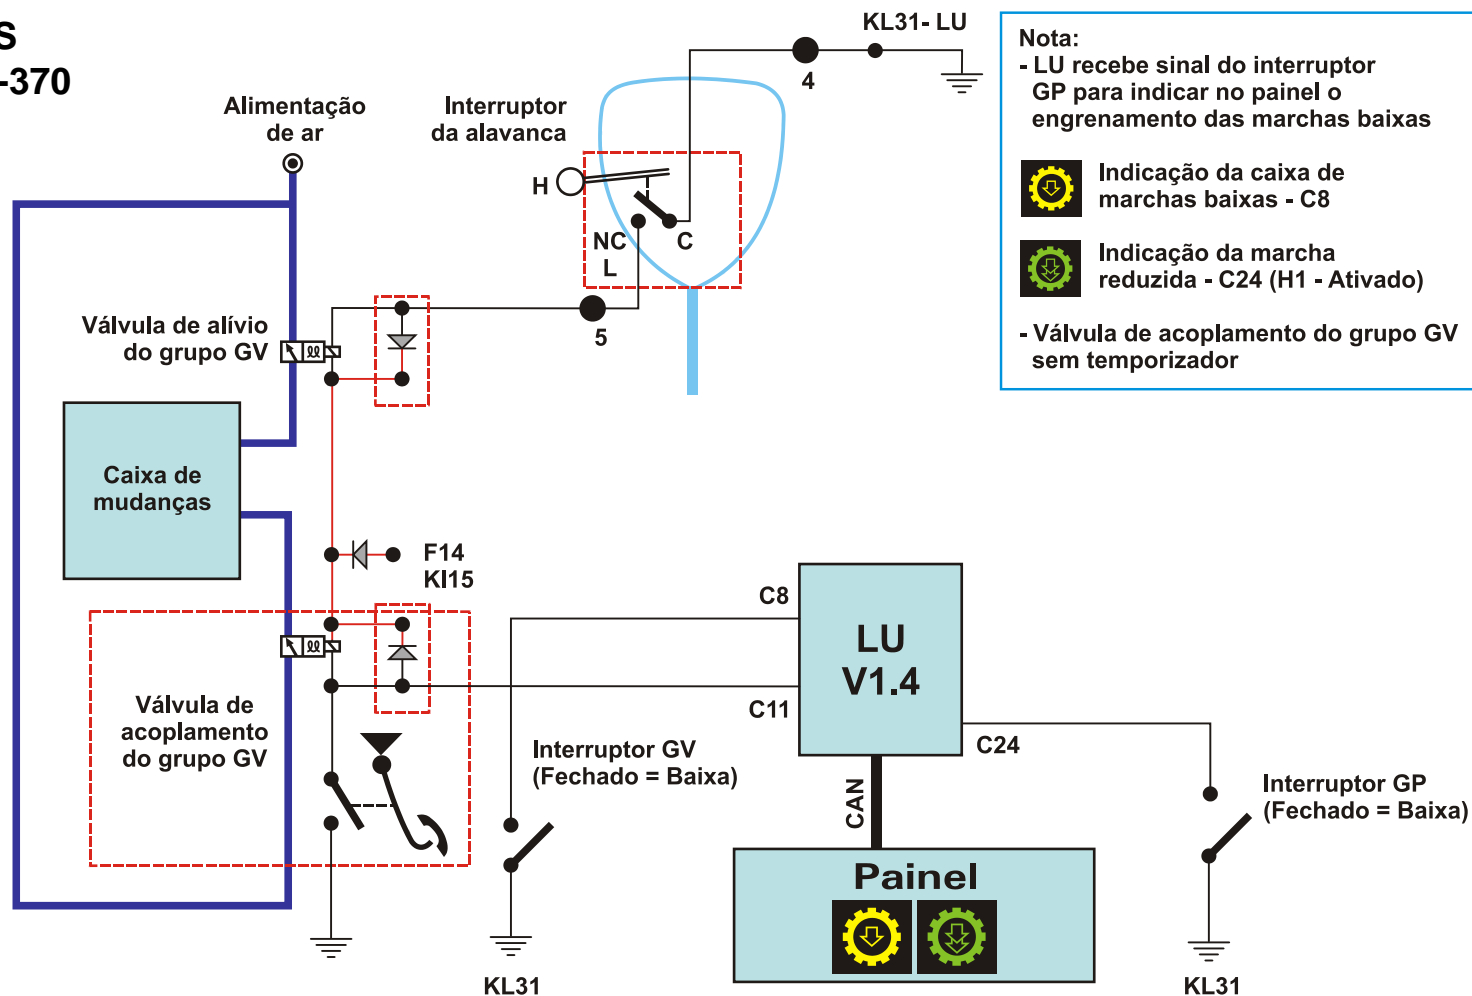 S
-370
KL31- LU
4
Alimentação
de ar
Interruptor
da alavanca
H
NC
C
L
5
Nota:
- LU recebe sinal do interruptor
GP para indicar no painel o
engrenamento das marchas baixas
Indicação da caixa de
marchas baixas - C8
Indicação da marcha
reduzida - C24 (H1 - Ativado)
- Válvula de acoplamento do grupo GV
sem temporizador
Válvula de alívio
do grupo GV
Caixa de
mudanças
F14
KI15
C8
LU
V1.4
C11
C24
Válvula de
acoplamento
do grupo GV
Interruptor GV
(Fechado = Baixa)
CAN
Interruptor GP
(Fechado = Baixa)
Painel
KL31
KL31